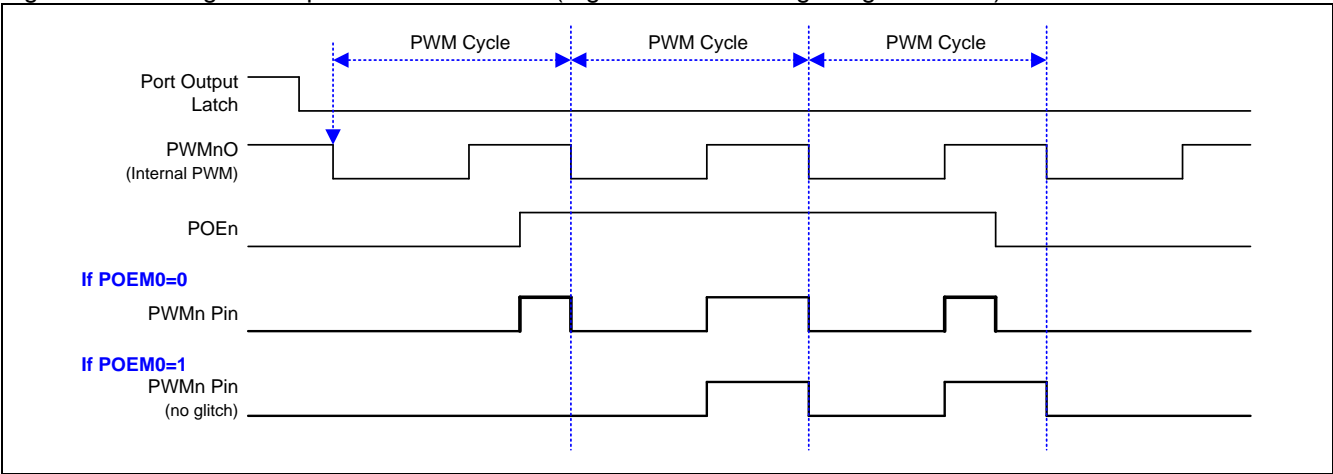 PWM Cycle PWM Cycle PWM Cycle
Port Output
Latch
PWMnO
(Internal PWM)
POEn
If POEM0=0
PWMn Pin
If POEM0=1
PWMn Pin
(no glitch)